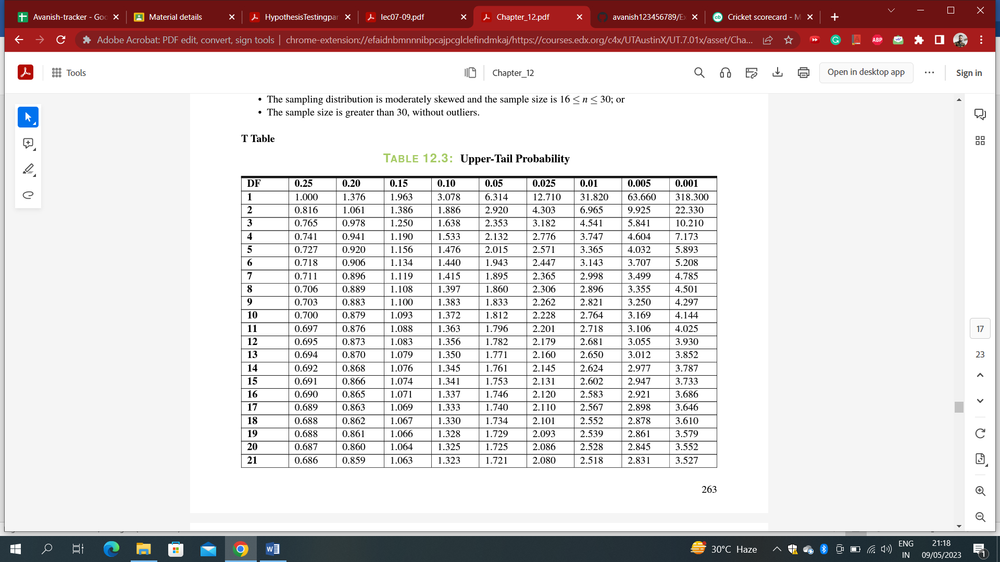 Avanish-tracker - Goo
Material details
HypothesisTestingpar
lec07-09.pdf
Chapter_12.pdf
avanish123456789/Ex
Cricket scorecard - M
Adobe Acrobat: PDF edit, convert, sign tools | chrome-extension://efaidnbmnnnibpcajpcglclefindmkaj/https://courses.edx.org/c4x/UTAustinX/UT.7.01x/asset/Cha...
ABP
Tools
Chapter_12
Open in desktop app
Sign in
• The sampling distribution is moderately skewed and the sample size is 16 ≤ n ≤ 30; or
• The sample size is greater than 30, without outliers.
T Table
TABLE 12.3: Upper-Tail Probability
DF 0.25 0.20 0.15 0.10 0.05 0.025 0.01 0.005 0.001
1 1.000 1.376 1.963 3.078 6.314 12.710 31.820 63.660 318.300
2 0.816 1.061 1.386 1.886 2.920 4.303 6.965 9.925 22.330
3 0.765 0.978 1.250 1.638 2.353 3.182 4.541 5.841 10.210
4 0.741 0.941 1.190 1.533 2.132 2.776 3.747 4.604 7.173
5 0.727 0.920 1.156 1.476 2.015 2.571 3.365 4.032 5.893
6 0.718 0.906 1.134 1.440 1.943 2.447 3.143 3.707 5.208
7 0.711 0.896 1.119 1.415 1.895 2.365 2.998 3.499 4.785
8 0.706 0.889 1.108 1.397 1.860 2.306 2.896 3.355 4.501
9 0.703 0.883 1.100 1.383 1.833 2.262 2.821 3.250 4.297
10 0.700 0.879 1.093 1.372 1.812 2.228 2.764 3.169 4.144
11 0.697 0.876 1.088 1.363 1.796 2.201 2.718 3.106 4.025
12 0.695 0.873 1.083 1.356 1.782 2.179 2.681 3.055 3.930
13 0.694 0.870 1.079 1.350 1.771 2.160 2.650 3.012 3.852
14 0.692 0.868 1.076 1.345 1.761 2.145 2.624 2.977 3.787
15 0.691 0.866 1.074 1.341 1.753 2.131 2.602 2.947 3.733
16 0.690 0.865 1.071 1.337 1.746 2.120 2.583 2.921 3.686
17 0.689 0.863 1.069 1.333 1.740 2.110 2.567 2.898 3.646
18 0.688 0.862 1.067 1.330 1.734 2.101 2.552 2.878 3.610
19 0.688 0.861 1.066 1.328 1.729 2.093 2.539 2.861 3.579
20 0.687 0.860 1.064 1.325 1.725 2.086 2.528 2.845 3.552
21 0.686 0.859 1.063 1.323 1.721 2.080 2.518 2.831 3.527
263
17
23
30°C Haze
ENG
IN
21:18
09/05/2023
1